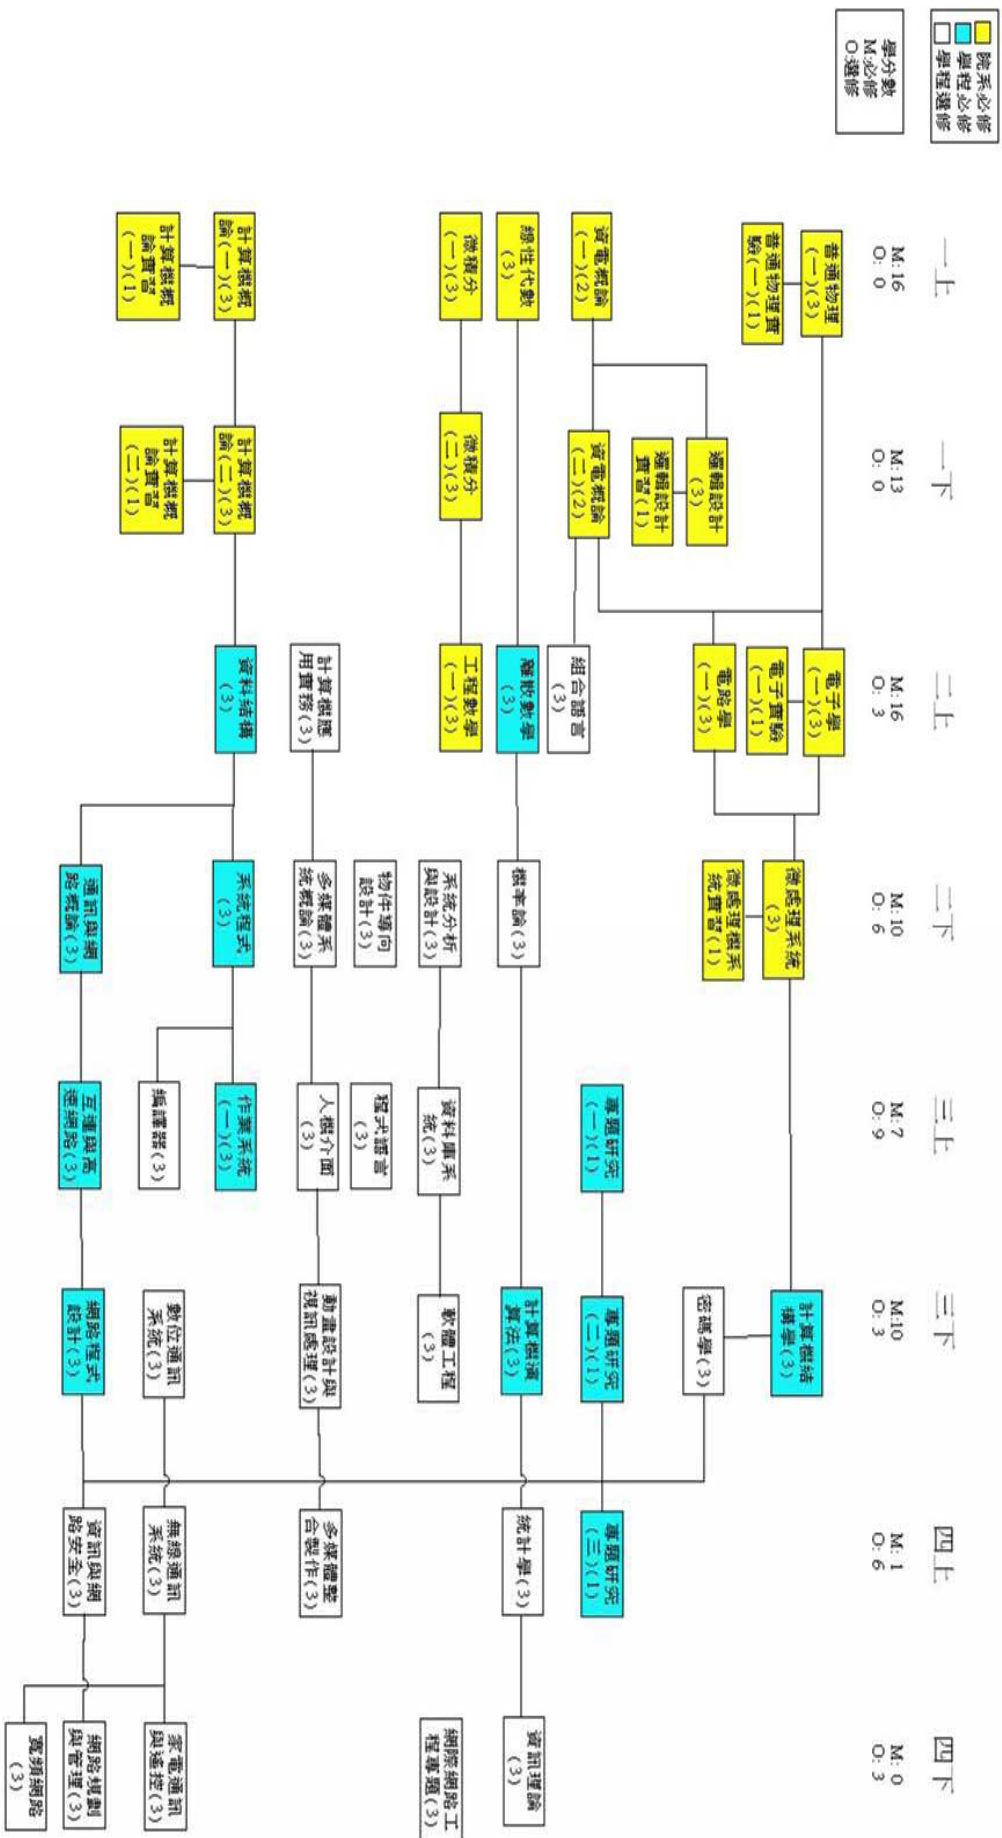 院系必修
學程必修
學程選修
學分數
M:必修
O:選修
一上
M:16
O: 0
一下
M:13
O: 0
二上
M:16
O: 3
二下
M:10
O: 6
三上
M: 7
O: 9
三下
M:10
O: 3
四上
M: 1
O: 6
四下
M: 0
O: 3
普通物理
(一)(3)
普通物理實
驗(一)(1)
資電概論
(一)(2)
線性代數
(3)
微積分
(一)(3)
計算機概
論(一)(3)
計算機概
論實習
(一)(1)
邏輯設計
(3)
邏輯設計
實習(1)
資電概論
(二)(2)
微積分
(二)(3)
計算機概
論(二)(3)
計算機概
論實習
(二)(1)
電子學
(一)(3)
電子實驗
(一)(1)
電路學
(一)(3)
組合語言
(3)
離散數學
(3)
工程數學
(一)(3)
計算機應
用實務(3)
資料結構
(3)
微處理系統
(3)
微處理機系
統實習(1)
機率論(3)
系統分析
與設計(3)
物件導向
設計(3)
多媒體系
統概論(3)
系統程式
(3)
通訊與網
路概論(3)
專題研究
(一)(1)
資料庫系
統(3)
程式語言
(3)
人機介面
(3)
作業系統
(一)(3)
編譯器(3)
互連與高
速網路(3)
計算機結
構學(3)
密碼學(3)
專題研究
(二)(1)
計算機演
算法(3)
軟體工程
(3)
動畫設計與
視訊處理(3)
數位通訊
系統(3)
網路程式
設計(3)
專題研究
(三)(1)
統計學(3)
多媒體整
合製作(3)
無線通訊
系統(3)
資訊與網
路安全(3)
資訊理論
(3)
網際網路工
程專題(3)
家電通訊
與遙控(3)
網路規劃
與管理(3)
寬頻網路
(3)